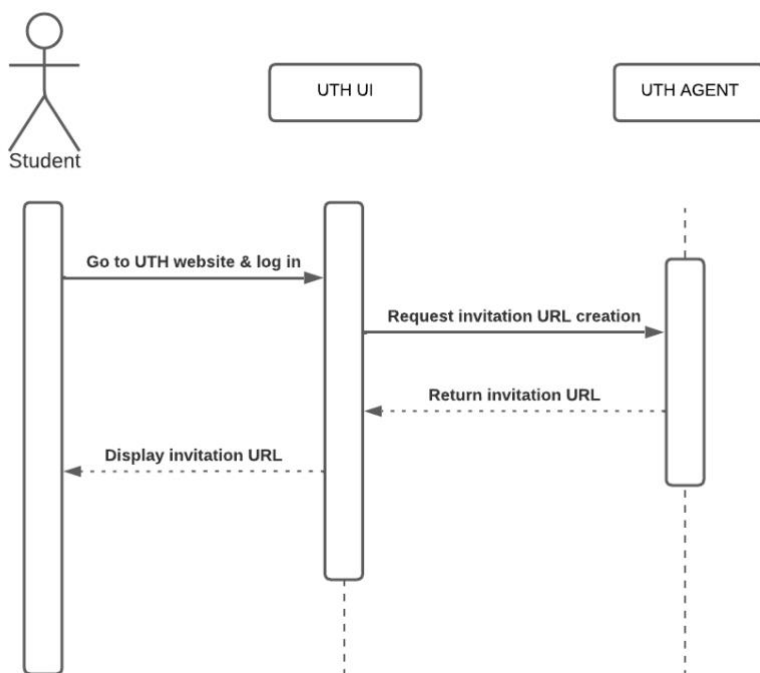 UTH UI
UTH AGENT
Student
Go to UTH website & log in
Request invitation URL creation
Return invitation URL
Display invitation URL